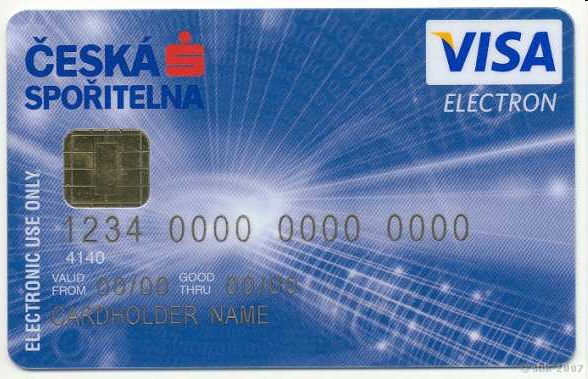 ČESKÁ
SPOŘITELNA
VISA
ELECTRON
ELECTRONIC USE ONLY
1234 0000 0000 0000
4140
VALID FROM 00/00 GOOD THRU 00/00
CARDHOLDER NAME
2007